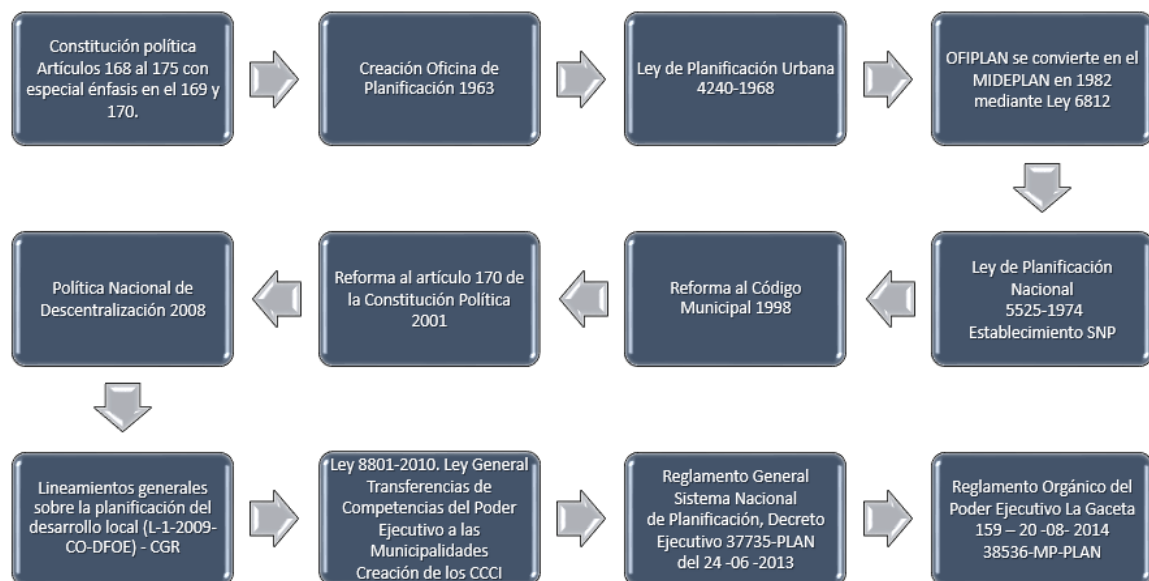 Constitución política
Artículos 168 al 175 con
especial énfasis en el 169 y
170.
Creación Oficina de
Planificación 1963
Ley de Planificación Urbana
4240-1968
OFIPLAN se convierte en el
MIDEPLAN en 1982
mediante Ley 6812
Ley de Planificación
Nacional
5525-1974
Establecimiento SNP
Reforma al Código
Municipal 1998
Reforma al artículo 170 de
la Constitución Política
2001
Política Nacional de
Descentralización 2008
Lineamientos generales
sobre la planificación del
desarrollo local (L-1-2009-
CO-DFOE) - CGR
Ley 8801-2010. Ley General
Transferencias de
Competencias del Poder
Ejecutivo a las
Municipalidades
Creación de los CCCI
Reglamento General
Sistema Nacional
de Planificación, Decreto
Ejecutivo 37735-PLAN
del 24 -06 -2013
Reglamento Orgánico del
Poder Ejecutivo La Gaceta
159 – 20 -08- 2014
38536-MP-PLAN